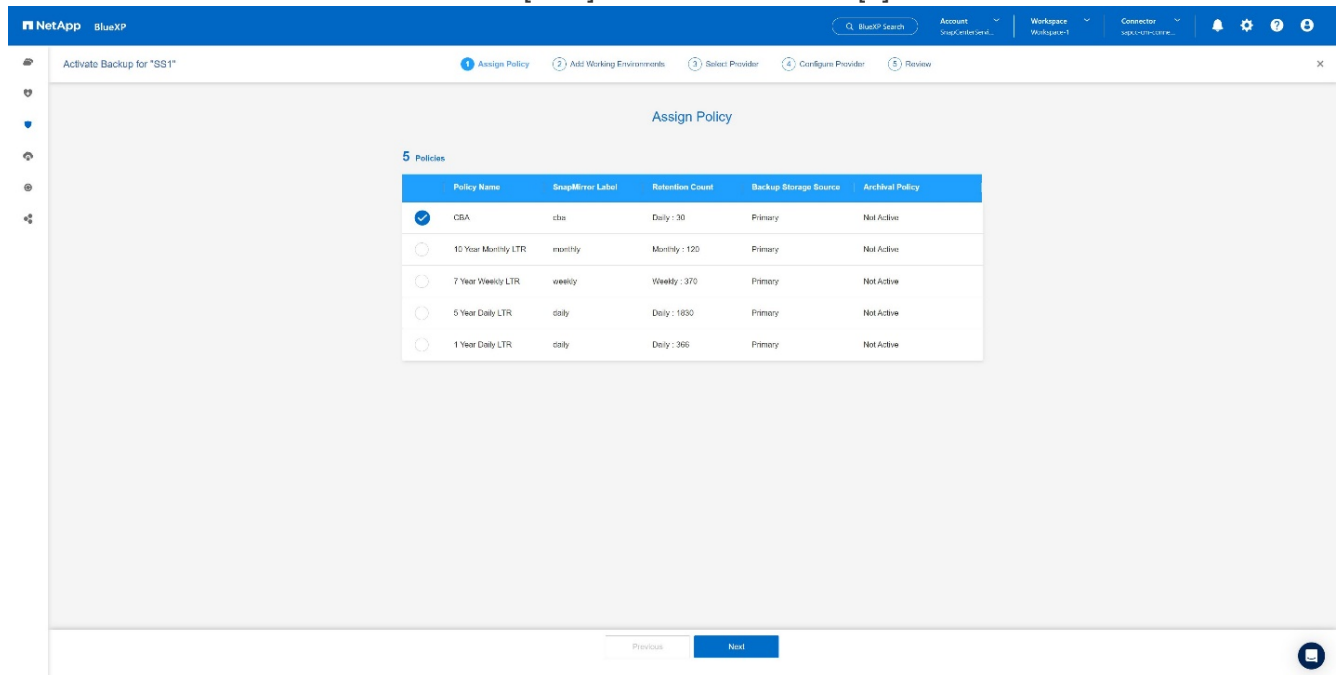 NetApp BlueXP
BlueXP Search
Account
SnapCenterServi...
Workspace
Workspace-1
Connector
sapcc-cm-conne...
Activate Backup for "SS1"
1 Assign Policy
2 Add Working Environments
3 Select Provider
4 Configure Provider
5 Review
Assign Policy
5 Policies
Policy Name SnapMirror Label Retention Count Backup Storage Source Archival Policy
CBA cba Daily : 30 Primary Not Active
10 Year Monthly LTR monthly Monthly : 120 Primary Not Active
7 Year Weekly LTR weekly Weekly : 370 Primary Not Active
5 Year Daily LTR daily Daily : 1830 Primary Not Active
1 Year Daily LTR daily Daily : 366 Primary Not Active
Previous
Next